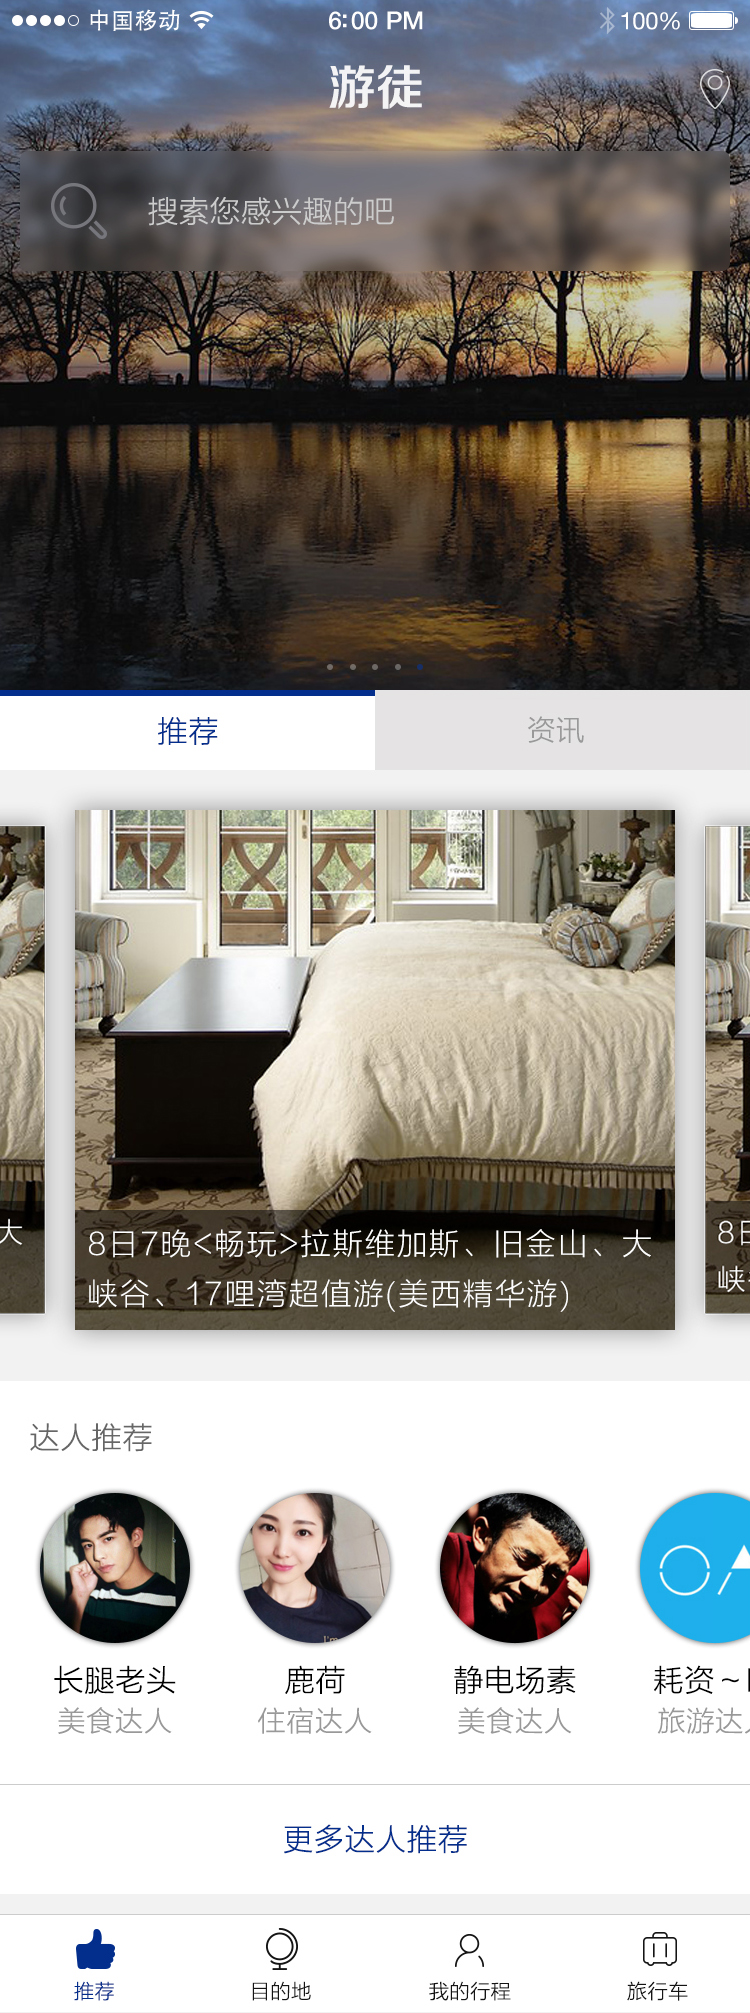 中国移动
6:00 PM
100%
游徒
搜索您感兴趣的吧
推荐
资讯
大
8日7晚<畅玩>拉斯维加斯、旧金山、大
峡谷、17哩湾超值游(美西精华游)
8日
峡
达人推荐
长腿老头
鹿荷
静电场素
耗资~
美食达人
住宿达人
美食达人
旅游达人
更多达人推荐
推荐
目的地
我的行程
旅行车